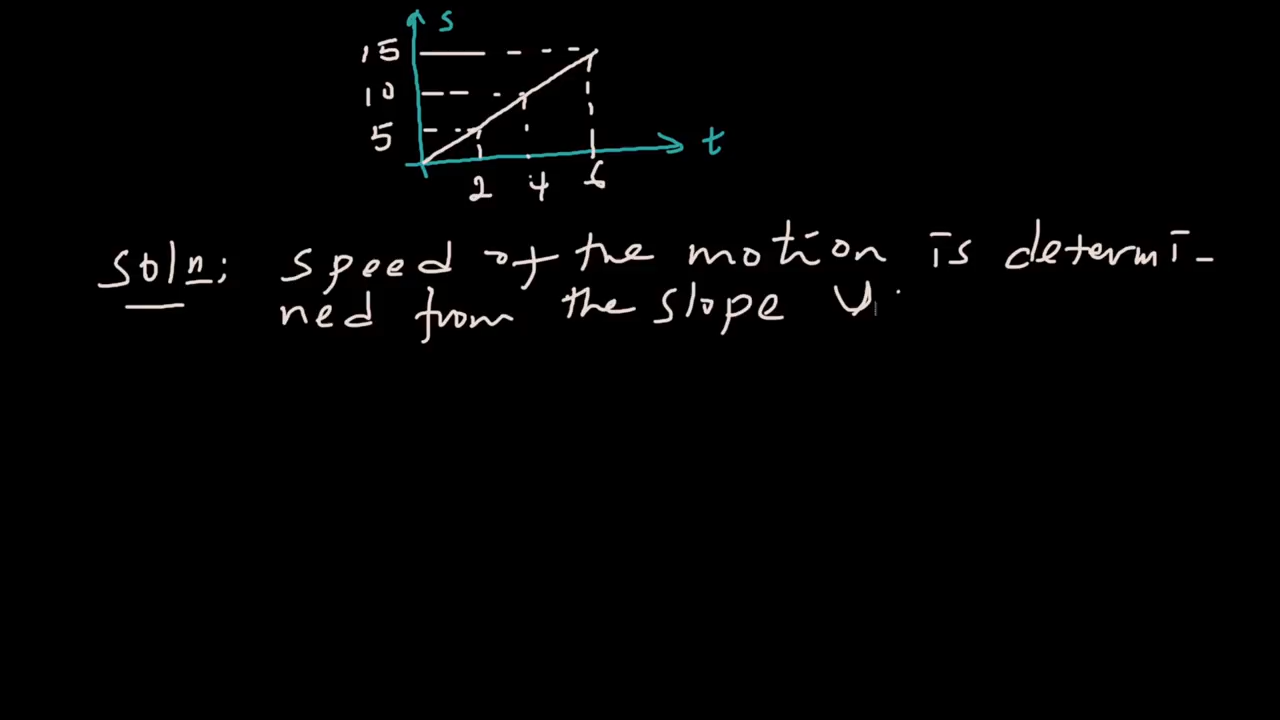 s
15
10
5
t
2 4 6
Soln; speed of the motion is determi-
ned from the slope